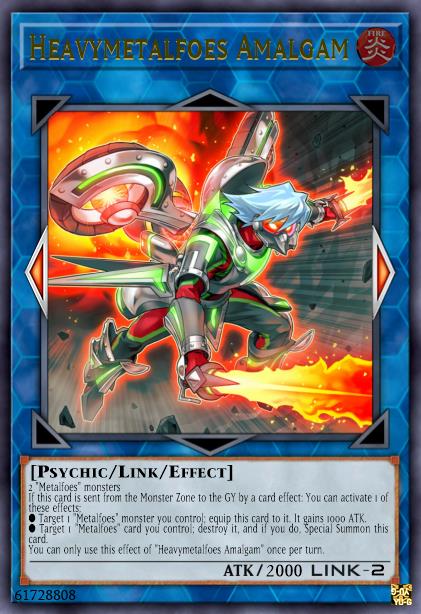 HEAVYMETALFOES AMALGAM
FIRE
炎
[PSYCHIC/LINK/EFFECT]
2 "Metalfoes" monsters
If this card is sent from the Monster Zone to the GY by a card effect: You can activate 1 of
these effects;
● Target 1 "Metalfoes" monster you control; equip this card to it. It gains 1000 ATK.
● Target 1 "Metalfoes" card you control; destroy it, and if you do, Special Summon this
card.
You can only use this effect of "Heavymetalfoes Amalgam" once per turn.
ATK/2000 LINK-2
61728808